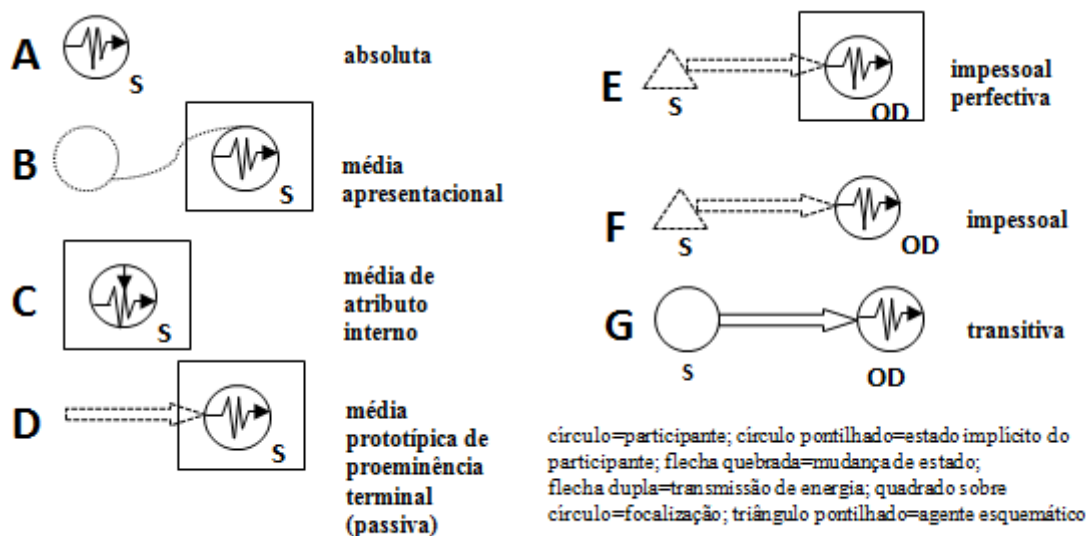 A
S
absoluta
B
S
média
apresentacional
C
S
média de
atributo
interno
D
S
média
prototípica de
proeminência
terminal
(passiva)
E
S
OD
impessoal
perfectiva
F
S
OD
impessoal
G
S
OD
transitiva
círculo=participante; círculo pontilhado=estado implícito do
participante; flecha quebrada=mudança de estado;
flecha dupla=transmissão de energia; quadrado sobre
círculo=focalização; triângulo pontilhado=agente esquemático